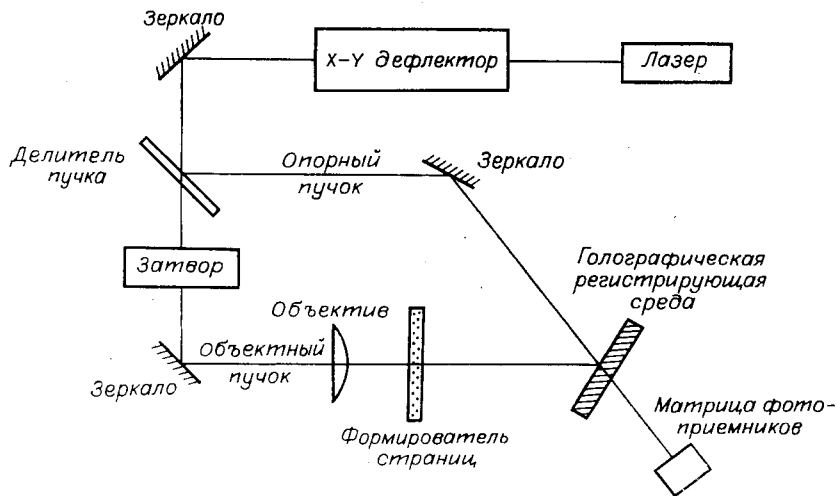 Зеркало
X-Y дефлектор
Лазер
Делитель
пучка
Опорный
пучок
Зеркало
Затвор
Голографическая
регистрирующая
среда
Объектив
Объектный
пучок
Зеркало
Формирователь
страниц
Матрица фото-
приемников